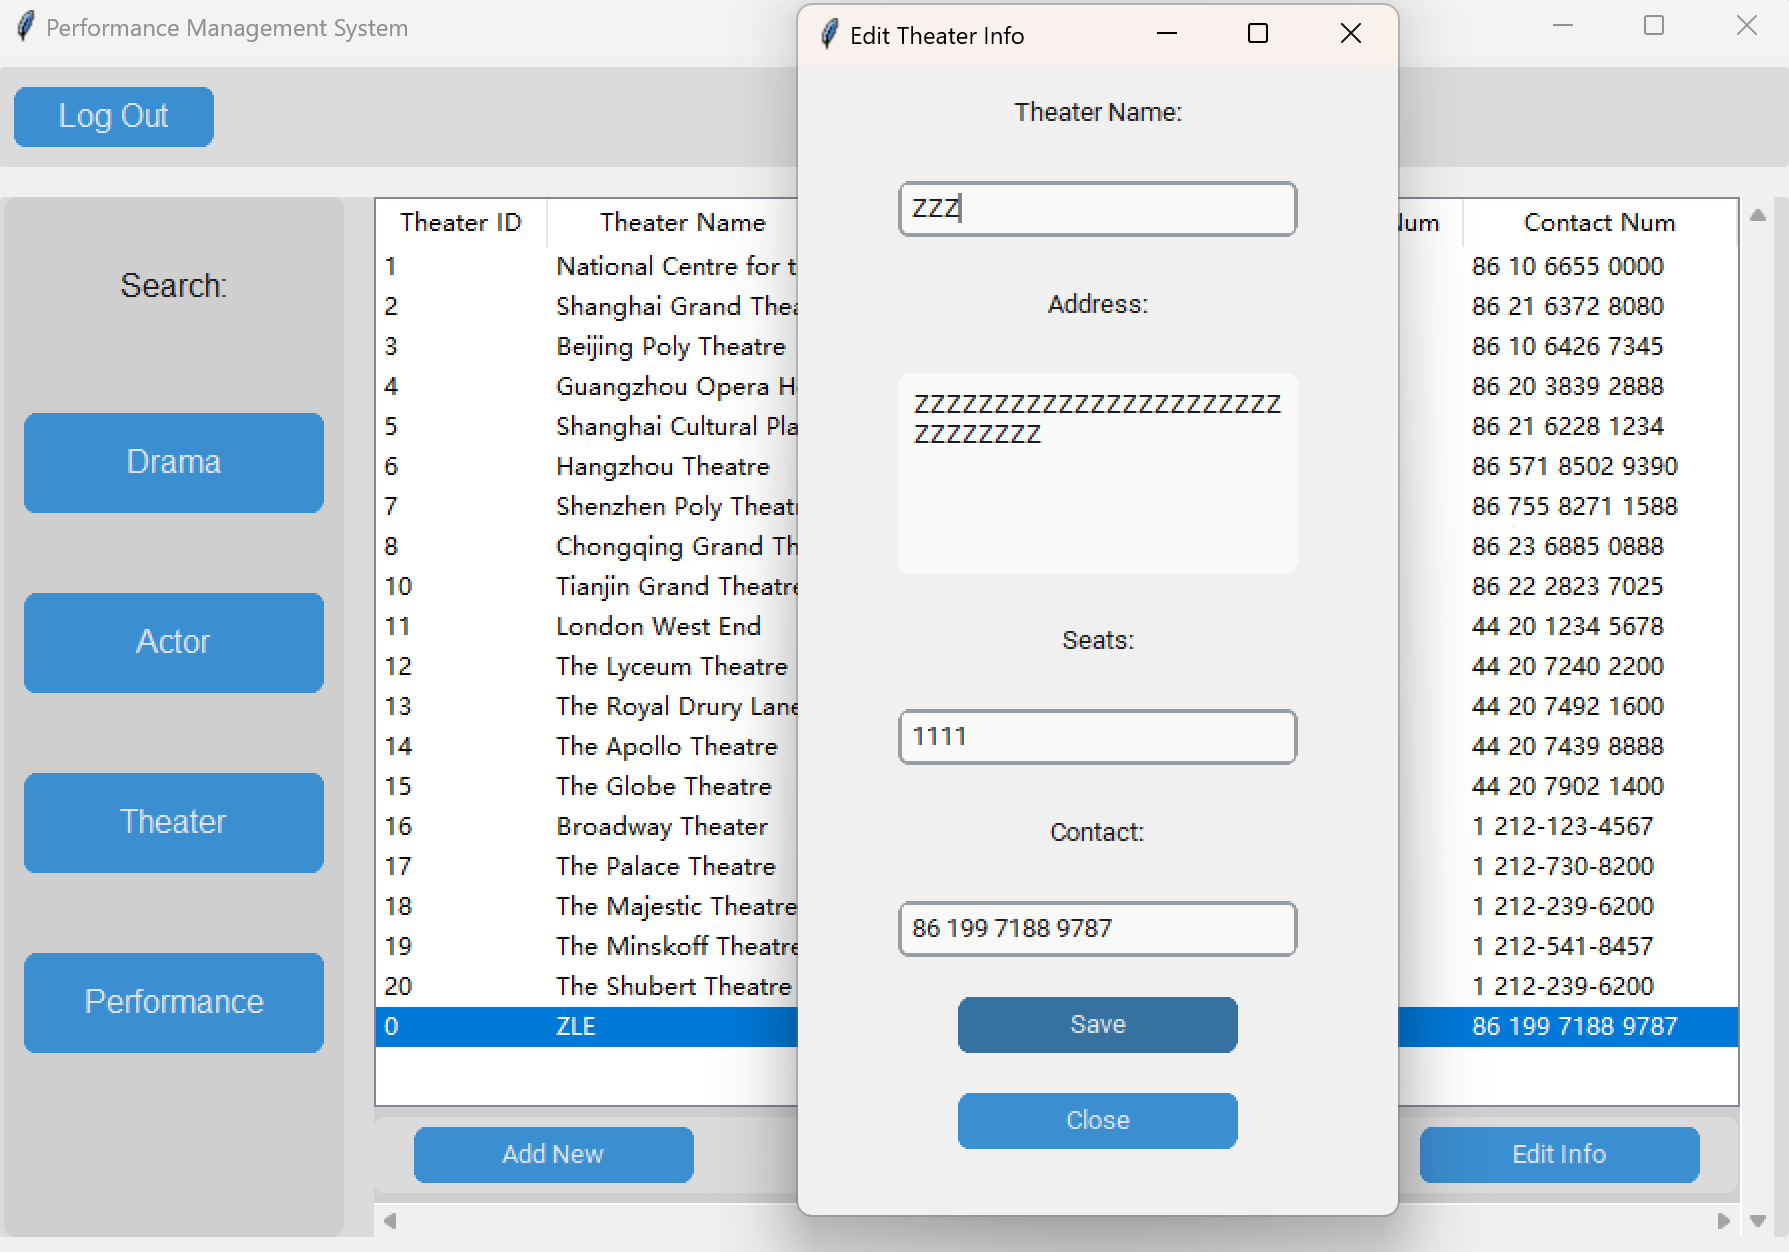 Performance Management System
Edit Theater Info
Log Out
Search:
Drama
Actor
Theater
Performance
Theater ID Theater Name Contact Num
1 National Centre for 86 10 6655 0000
2 Shanghai Grand 86 21 6372 8080
3 Beijing Poly Theatre 86 10 6426 7345
4 Guangzhou Opera 86 20 3839 2888
5 Shanghai Cultural 86 21 6228 1234
6 Hangzhou Theatre 86 571 8502 9390
7 Shenzhen Poly 86 755 8271 1588
8 Chongqing Grand 86 23 6885 0888
10 Tianjin Grand Theatre 86 22 2823 7025
11 London West End 44 20 1234 5678
12 The Lyceum Theatre 44 20 7240 2200
13 The Royal Drury Lane 44 20 7492 1600
14 The Apollo Theatre 44 20 7439 8888
15 The Globe Theatre 44 20 7902 1400
16 Broadway Theater 1 212-123-4567
17 The Palace Theatre 1 212-730-8200
18 The Majestic Theatre 1 212-239-6200
19 The Minskoff Theatre 1 212-541-8457
20 The Shubert Theatre 1 212-239-6200
0 ZLE 86 199 7188 9787
Add New
Edit Info
Theater Name:
ZZZ
Address:
ZZZZZZZZZZZZZZZZZZZZZZZ
ZZZZZZZZ
Seats:
1111
Contact:
86 199 7188 9787
Save
Close